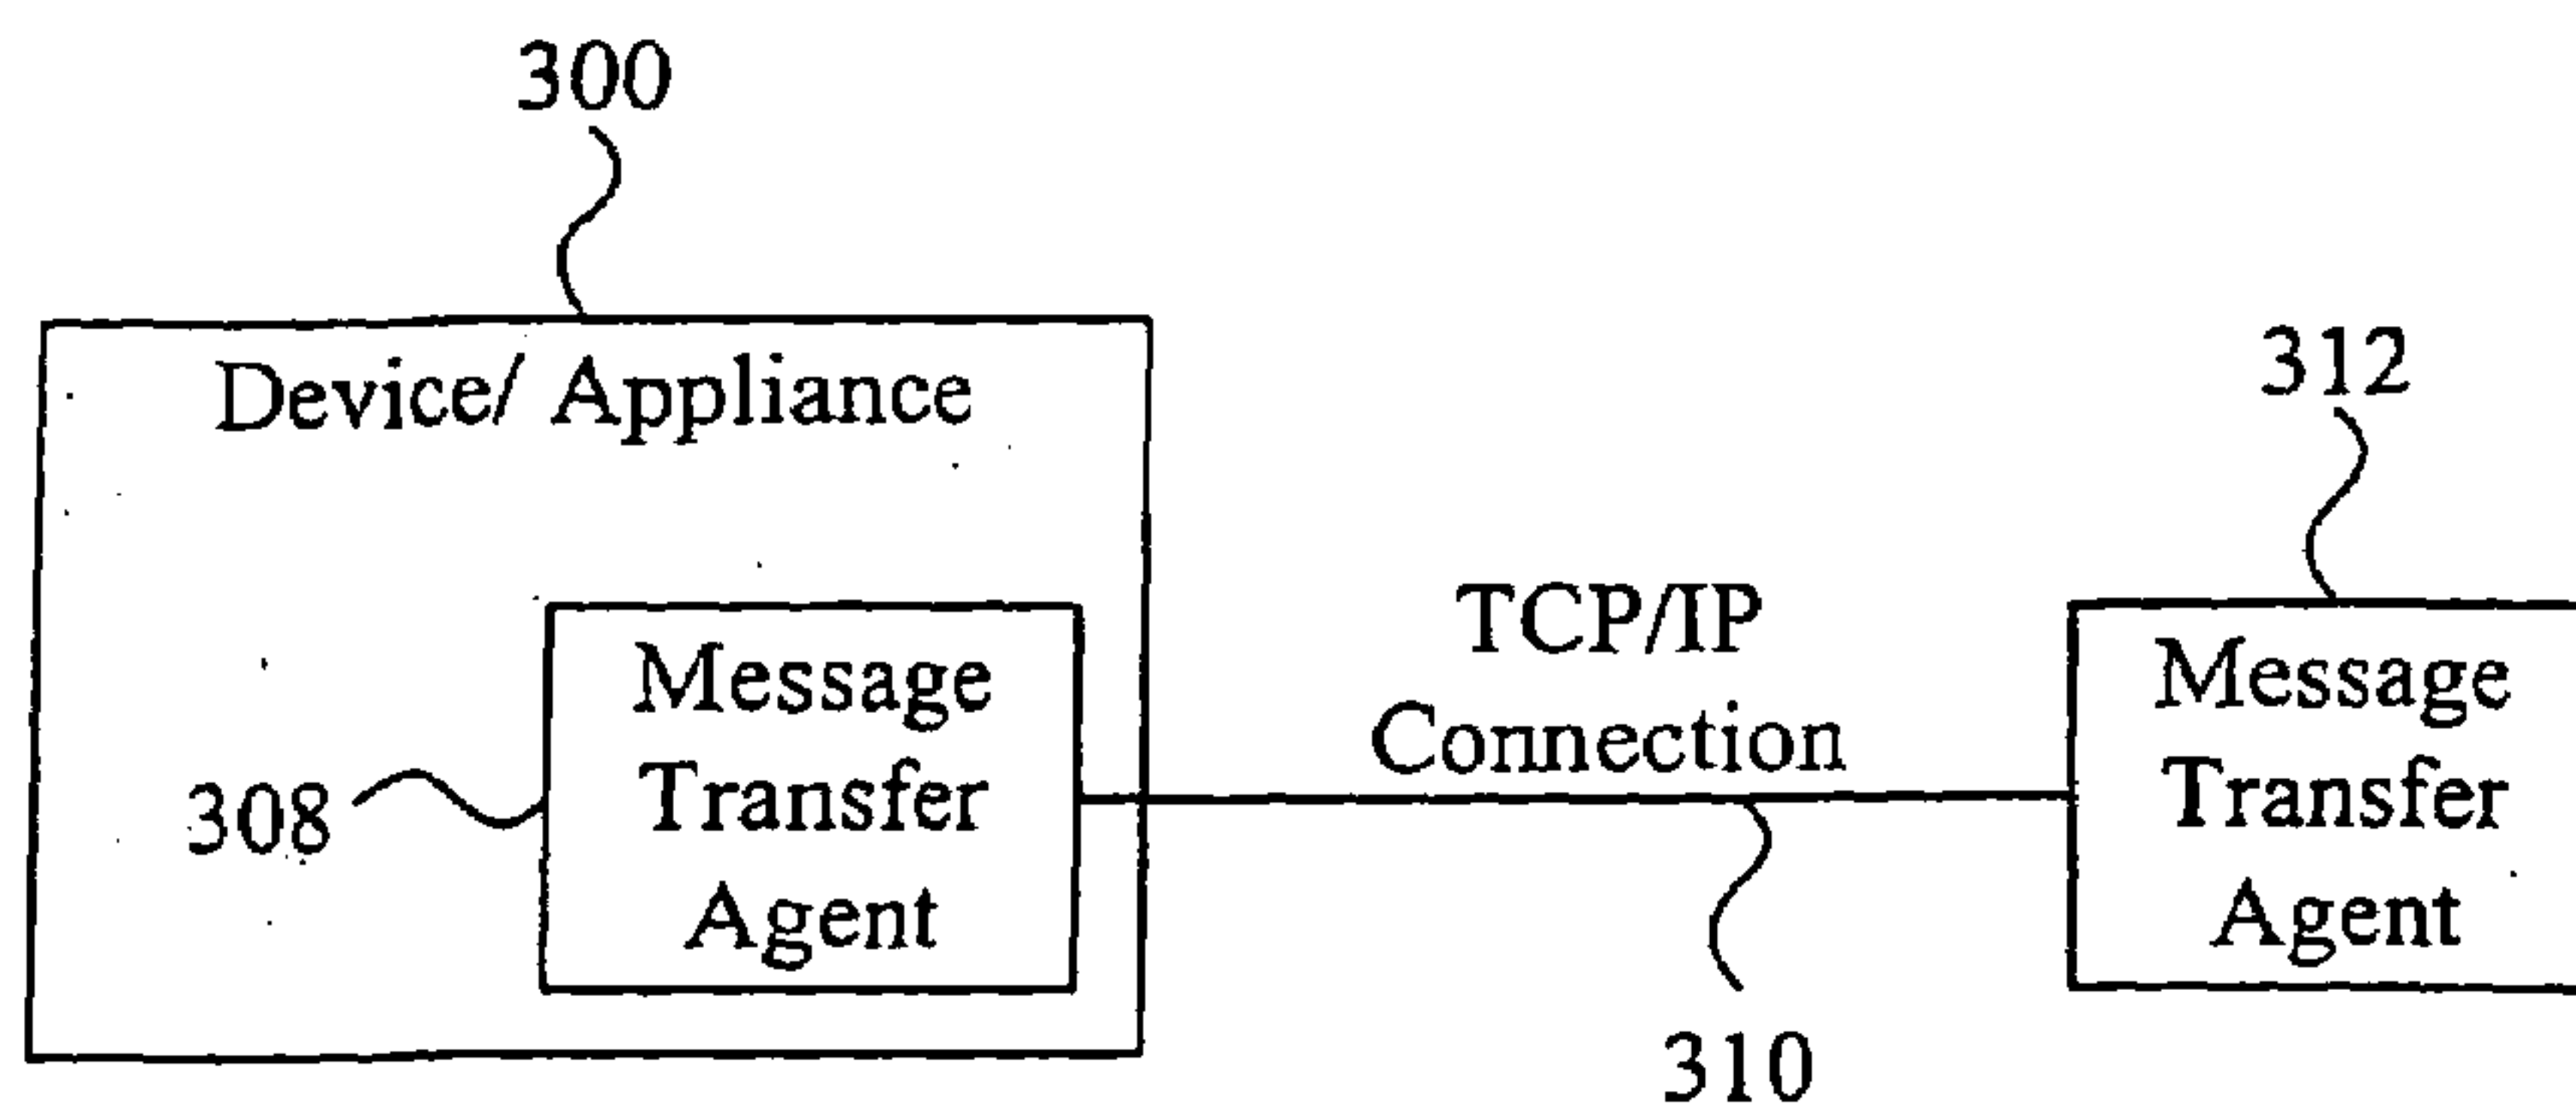 300
Device/ Appliance
312
Message
Transfer
Agent
308
TCP/IP
Connection
310
Message
Transfer
Agent